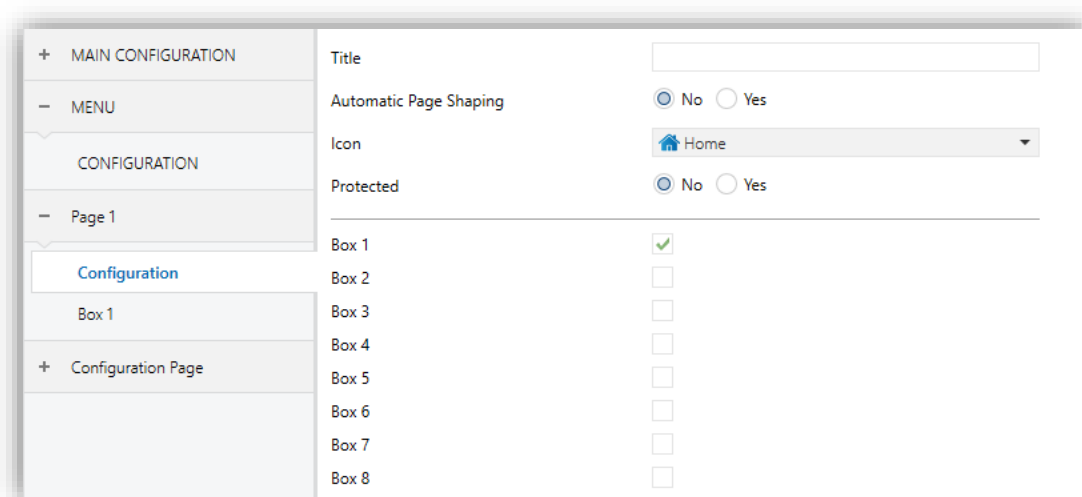 MAIN CONFIGURATION
MENU
CONFIGURATION
Page 1
Configuration
Box 1
Configuration Page
Title
Automatic Page Shaping No Yes
Icon Home
Protected No Yes
Box 1
Box 2
Box 3
Box 4
Box 5
Box 6
Box 7
Box 8